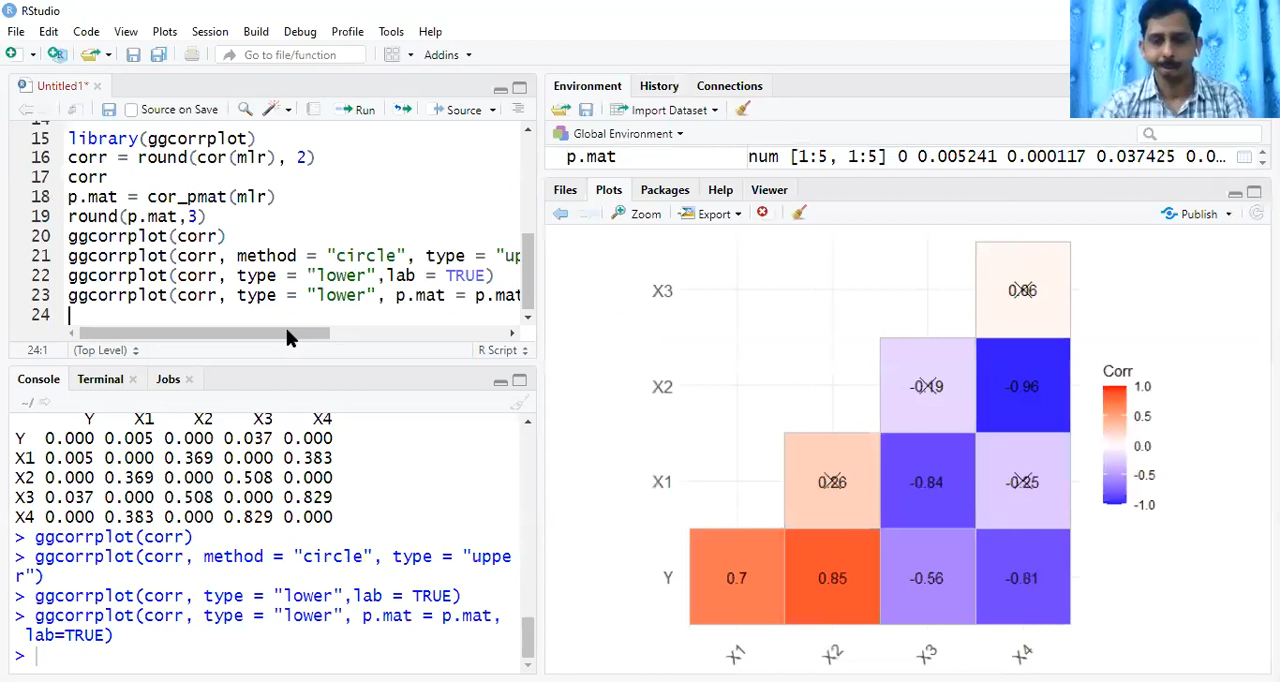 RStudio
File Edit Code View Plots Session Build Debug Profile Tools Help
Go to file/function Addins
Untitled1*
Source on Save Run Source
15 library(ggcorrplot)
16 corr = round(cor(mlr), 2)
17 corr
18 p.mat = cor_pmat(mlr)
19 round(p.mat,3)
20 ggcorrplot(corr)
21 ggcorrplot(corr, method = "circle", type = "up
22 ggcorrplot(corr, type = "lower",lab = TRUE)
23 ggcorrplot(corr, type = "lower", p.mat = p.mat
24
24:1 (Top Level) R Script
Console Terminal Jobs
~/
Y X1 X2 X3 X4
Y 0.000 0.005 0.000 0.037 0.000
X1 0.005 0.000 0.369 0.000 0.383
X2 0.000 0.369 0.000 0.508 0.000
X3 0.037 0.000 0.508 0.000 0.829
X4 0.000 0.383 0.000 0.829 0.000
> ggcorrplot(corr)
> ggcorrplot(corr, method = "circle", type = "uppe
r")
> ggcorrplot(corr, type = "lower",lab = TRUE)
> ggcorrplot(corr, type = "lower", p.mat = p.mat,
lab=TRUE)
>
Environment History Connections
Import Dataset
Global Environment
p.mat num [1:5, 1:5] 0 0.005241 0.000117 0.037425 0.0...
Files Plots Packages Help Viewer
Zoom Export Publish
X3 0.06
X2 -0.19 -0.96
X1 0.26 -0.84 -0.25
Y 0.7 0.85 -0.56 -0.81
X1 X2 X3 X4
Corr
1.0
0.5
0.0
-0.5
-1.0